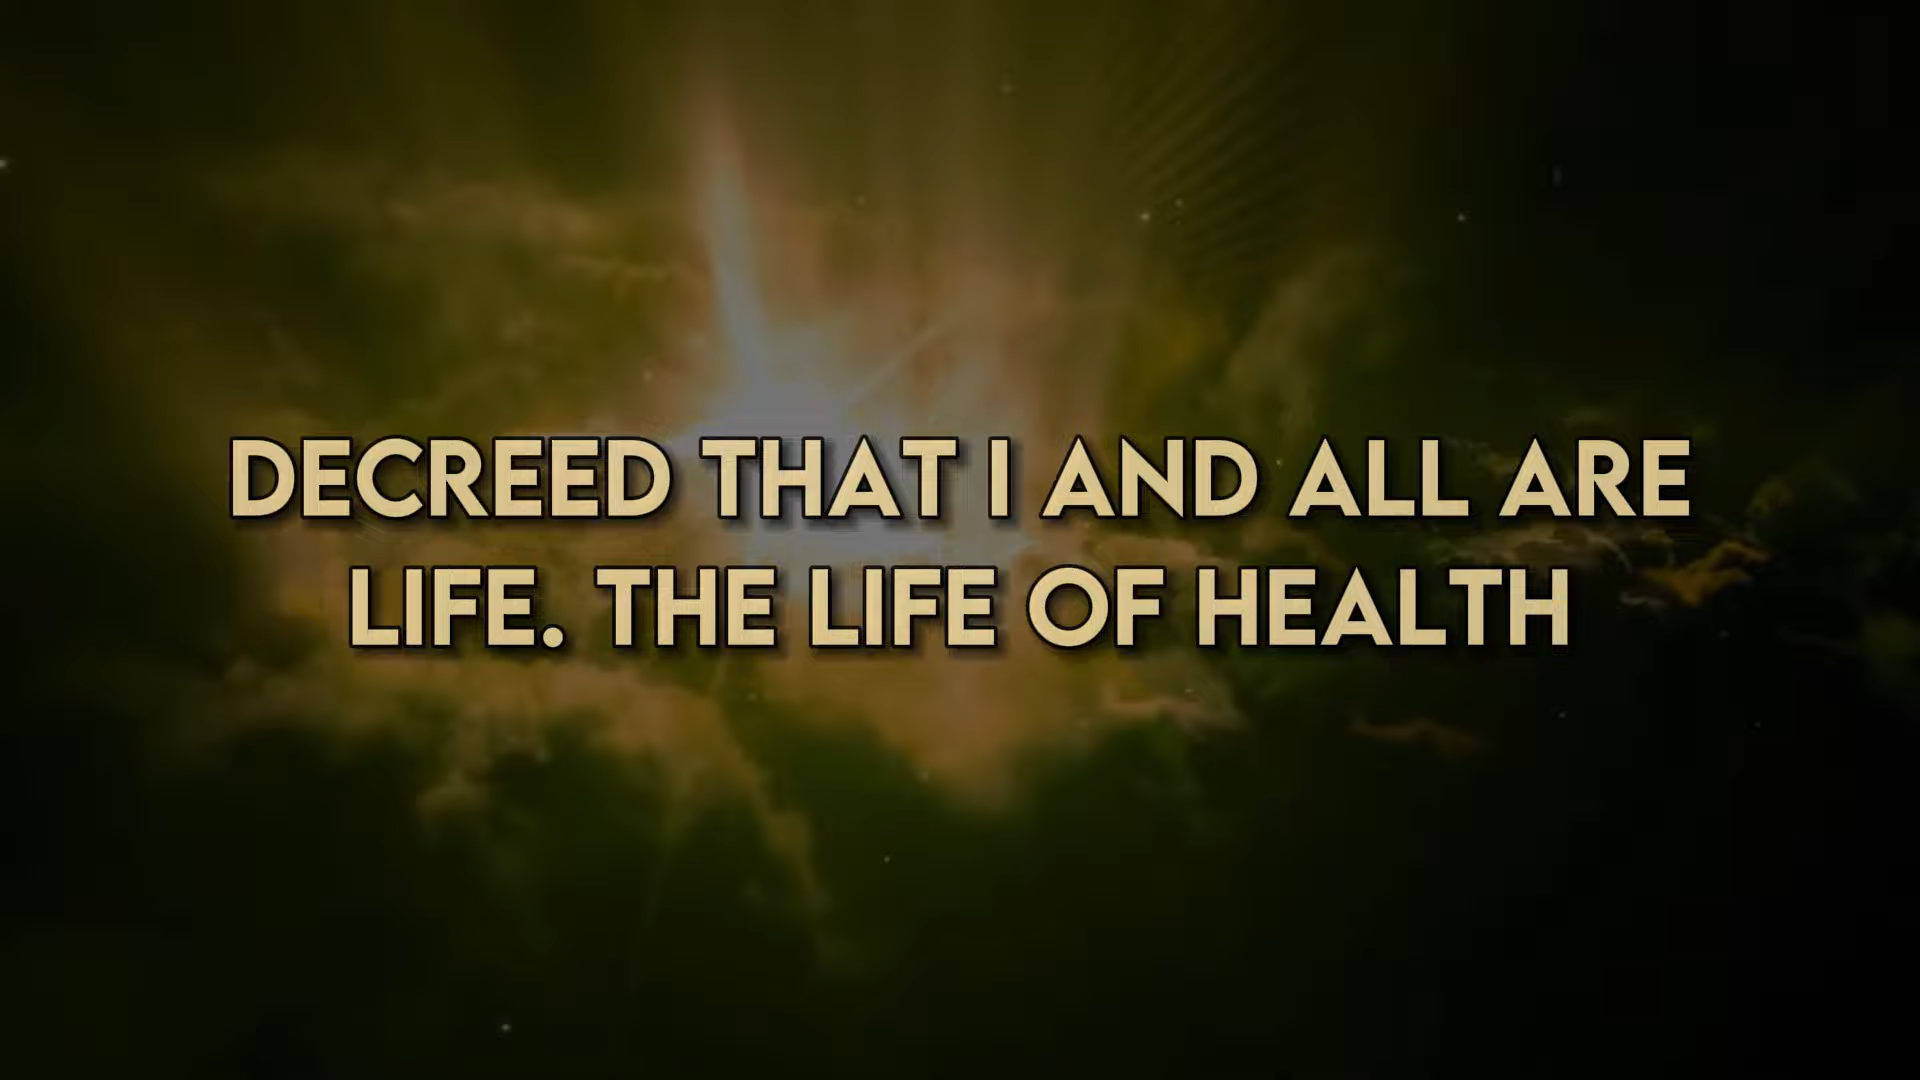 DECREED THAT I AND ALL ARE
LIFE. THE LIFE OF HEALTH